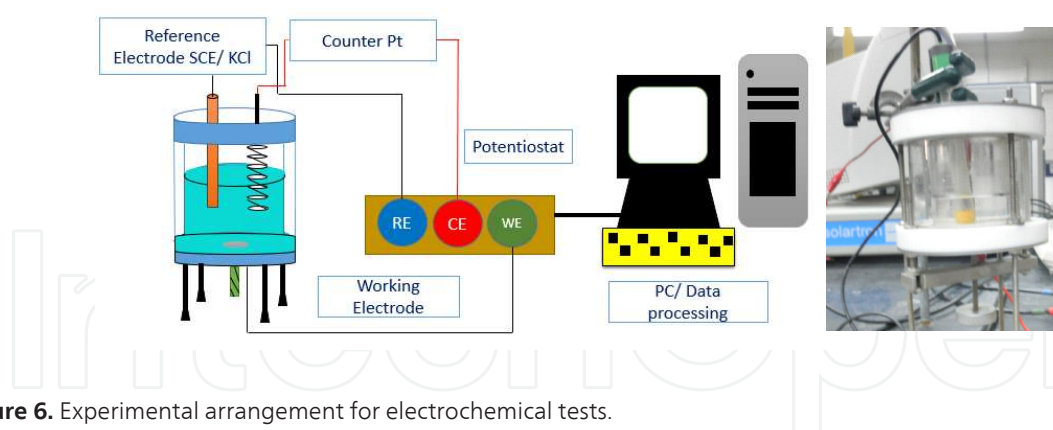 Reference
Electrode SCE/ KCl
Counter Pt
Potentiostat
RE
CE
WE
Working
Electrode
PC/ Data
processing
olartron
ure 6. Experimental arrangement for electrochemical tests.